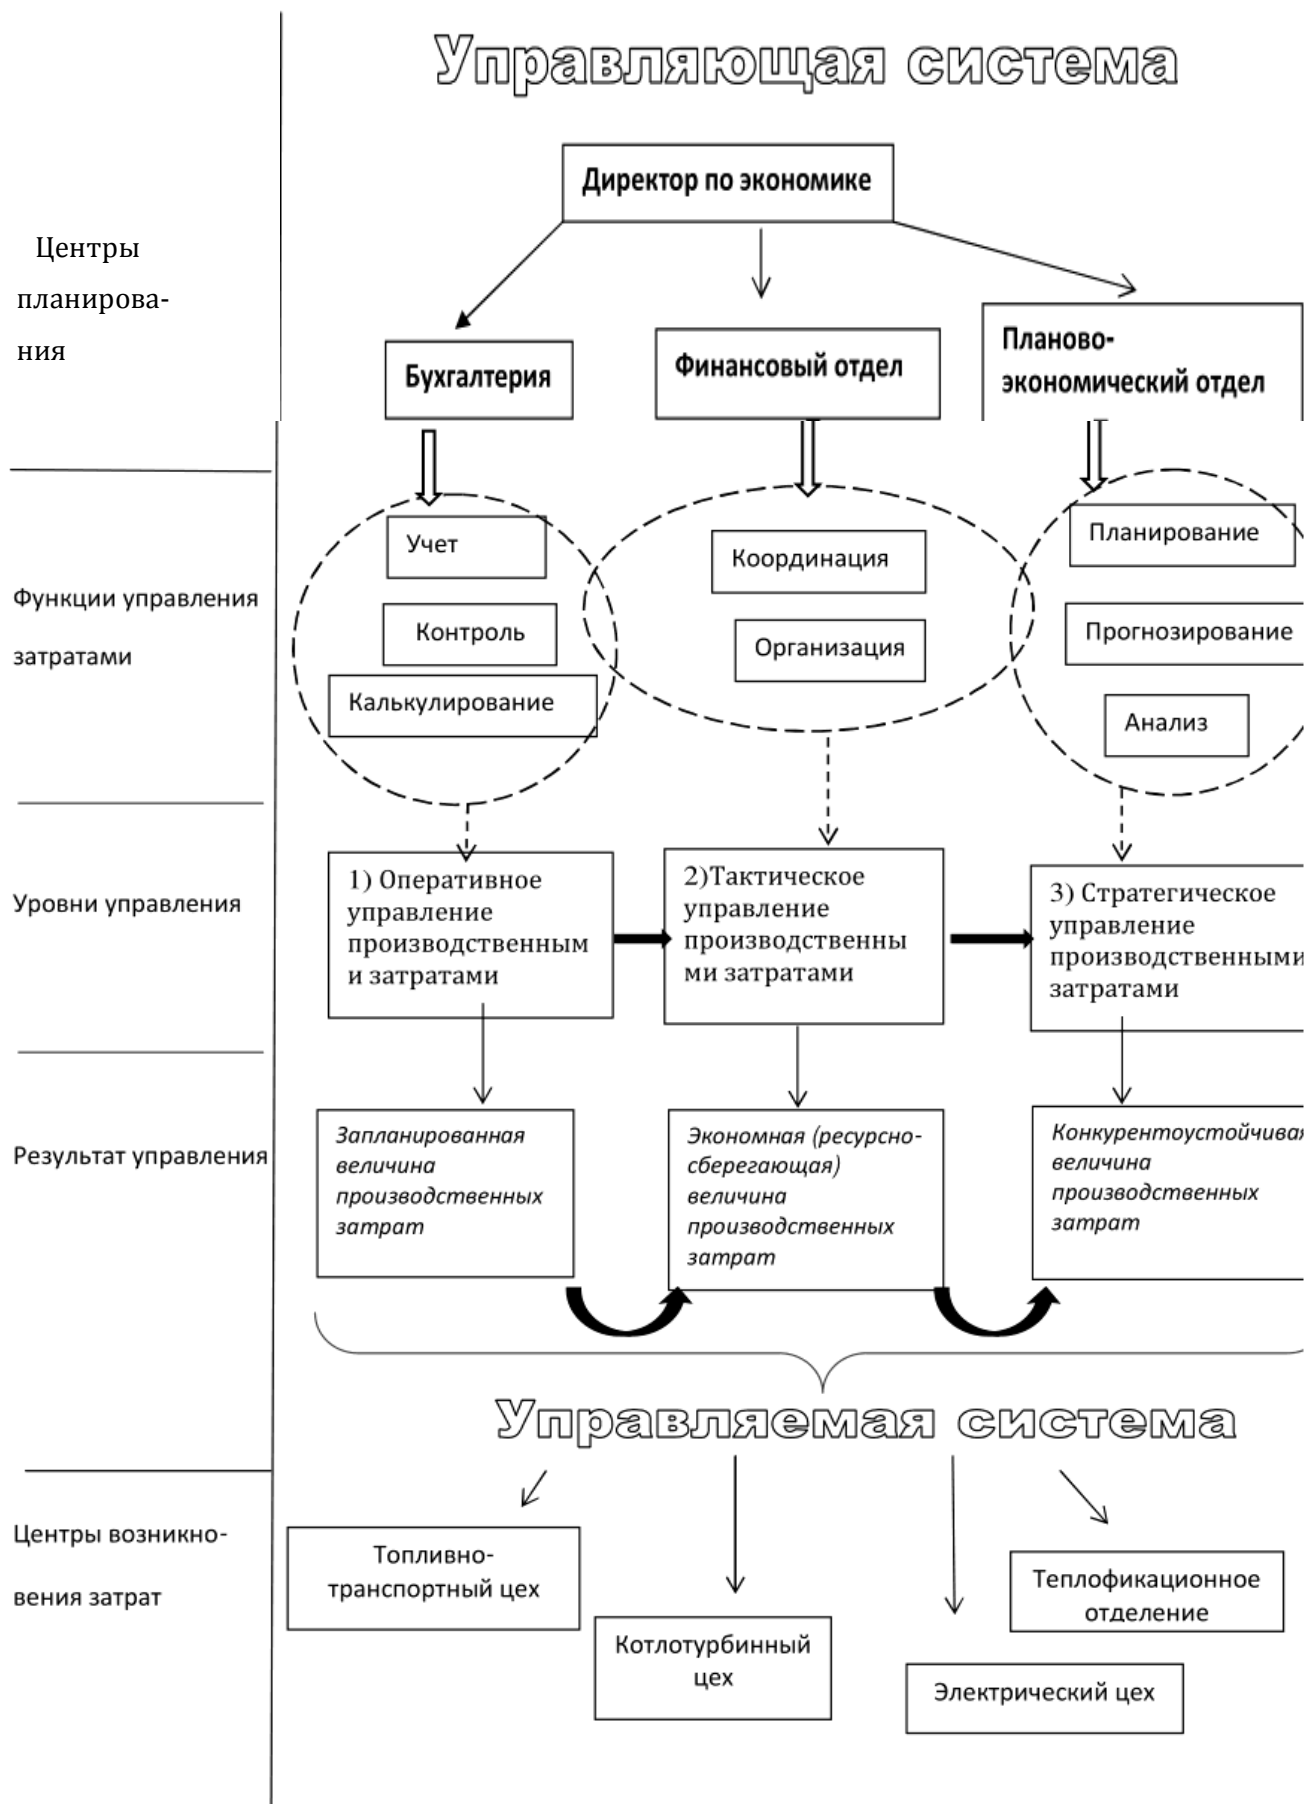 Управляющая система
Директор по экономике
Центры
планирова-
ния
Бухгалтерия
Финансовый отдел
Планово-
экономический отдел
Функции управления
затратами
Учет
Контроль
Калькулирование
Координация
Организация
Планирование
Прогнозирование
Анализ
Уровни управления
1) Оперативное
управление
производственным
и затратами
2)Тактическое
управление
производственны
ми затратами
3) Стратегическое
управление
производственными
затратами
Результат управления
Запланированная
величина
производственных
затрат
Экономная (ресурсно-
сберегающая)
величина
производственных
затрат
Конкурентоустойчивая
величина
производственных
затрат
Управляемая система
Центры возникно-
вения затрат
Топливно-
транспортный цех
Котлотурбинный
цех
Электрический цех
Теплофикационное
отделение